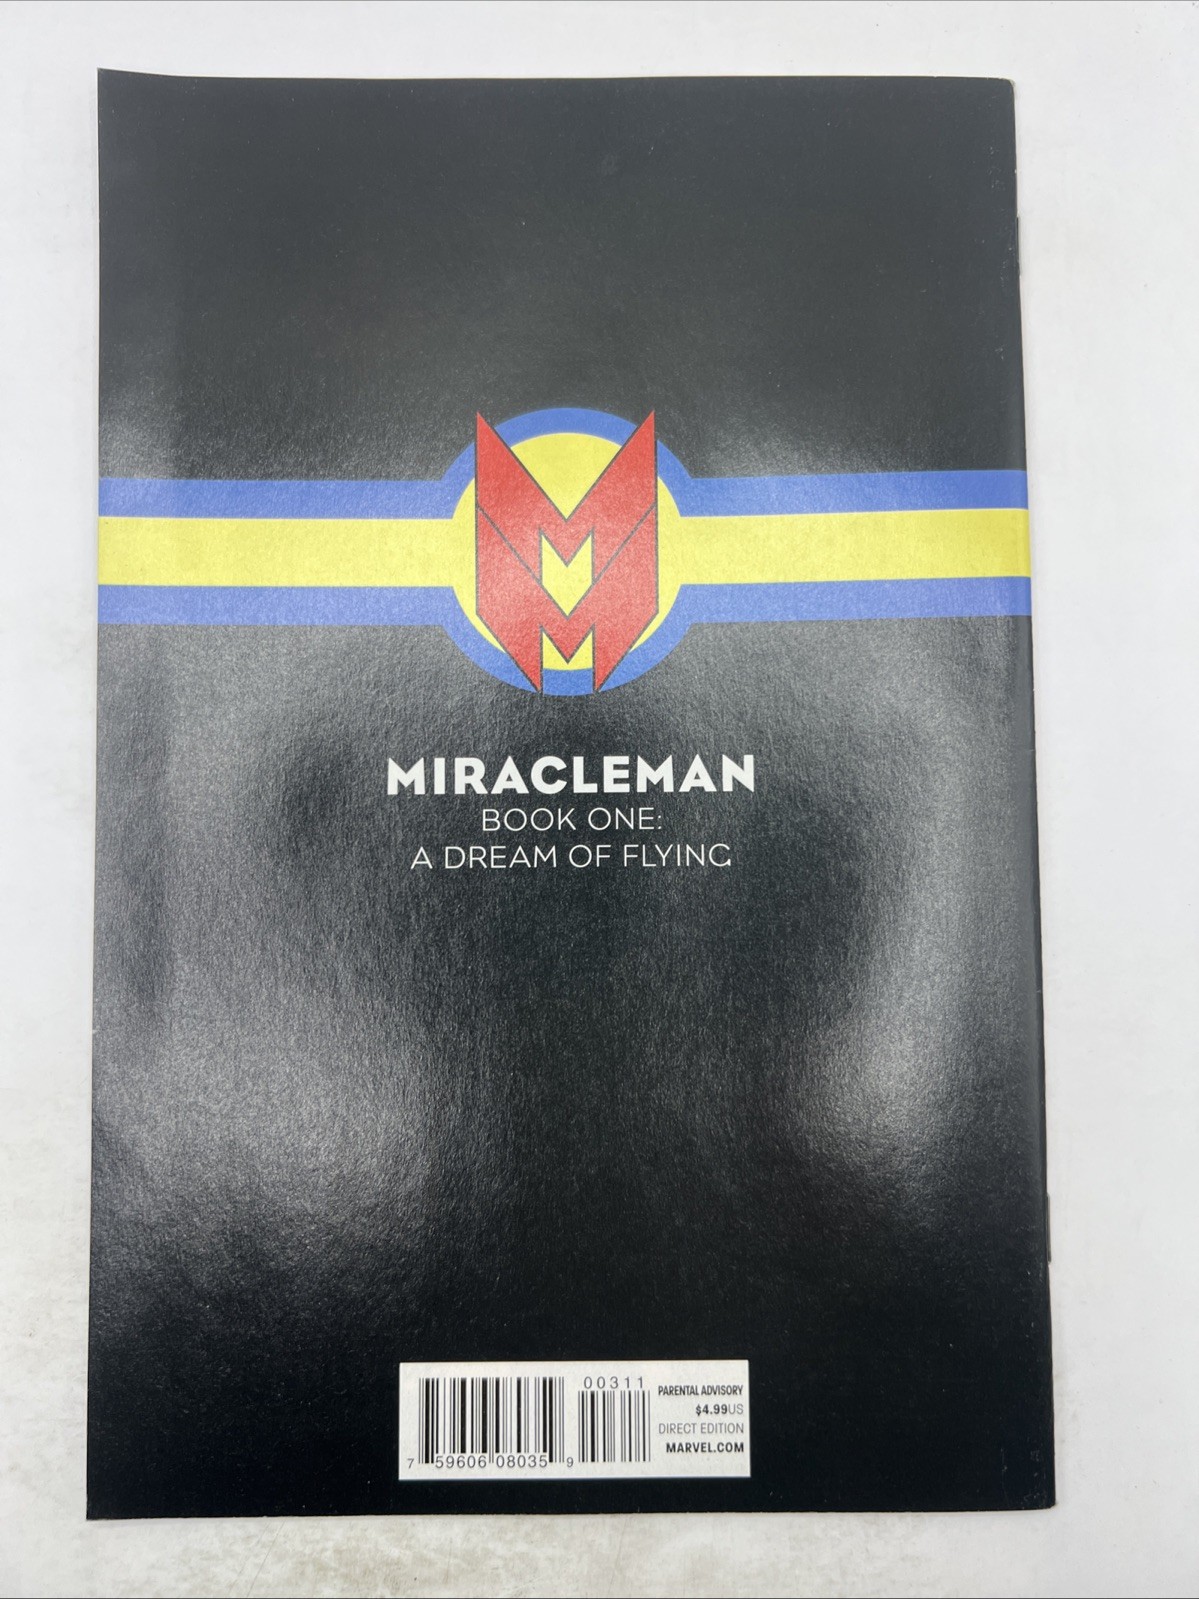 MIRACLEMAN
BOOK ONE:
A DREAM OF FLYING
00311
PARENTAL ADVISORY
$4.99US
DIRECT EDITION
MARVEL.COM
7 59606 08035 9